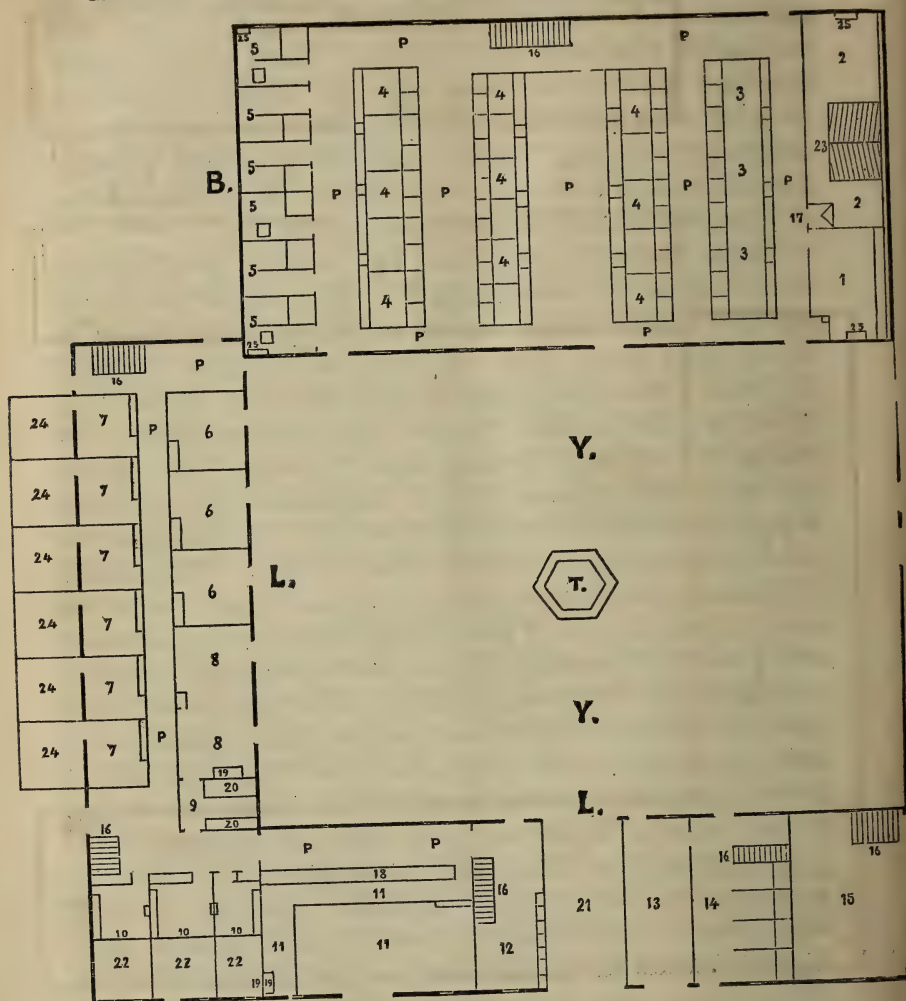 25 5 P 16 P 25 2
4 4 4 3
5 23
B. 5 P 4 P 4 P 4 P 3 P 2
17
5 4 4 4 3 1
5 25 P P 25
16 P
24 7 P 6 Y.
24 7 6
24 7 L. 6 T.
24 7 8
24 7 8 Y.
24 7 P 19
9 20 L.
20
16 P P 16 16
18
11 16 21 13 14 15
10 10 10 11 11 12
22 22 22 19 19